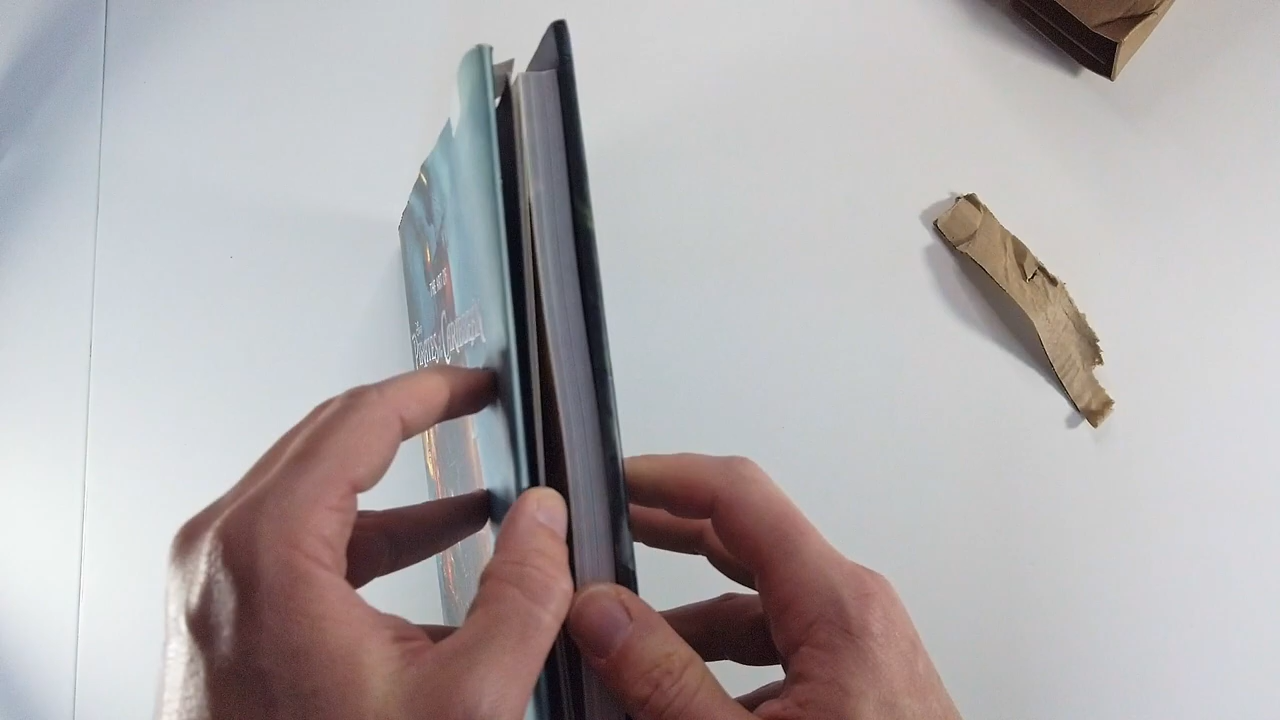 THE ART OF
PIRATES of the CARIBBEAN